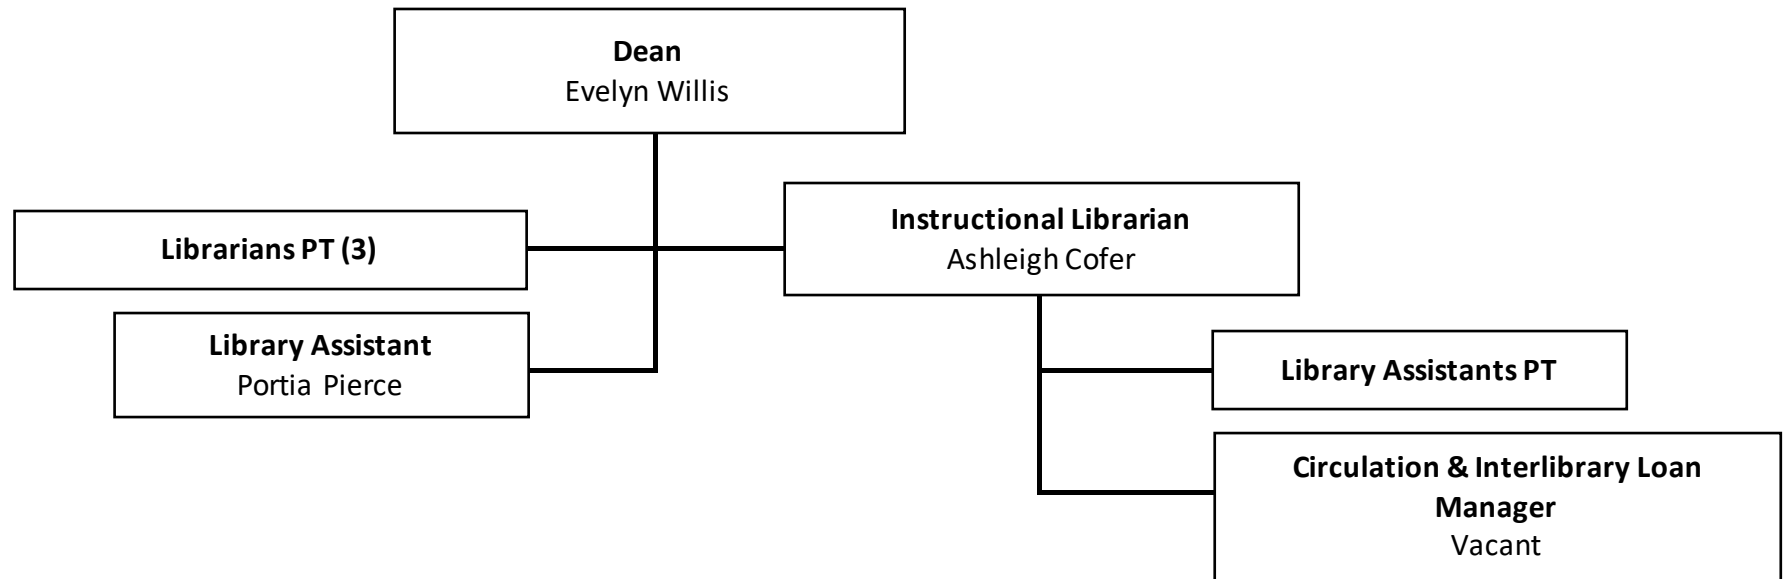 Dean
Evelyn Willis
Instructional Librarian
Ashleigh Cofer
Librarians PT (3)
Library Assistant
Portia Pierce
Library Assistants PT
Circulation & Interlibrary Loan
Manager
Vacant